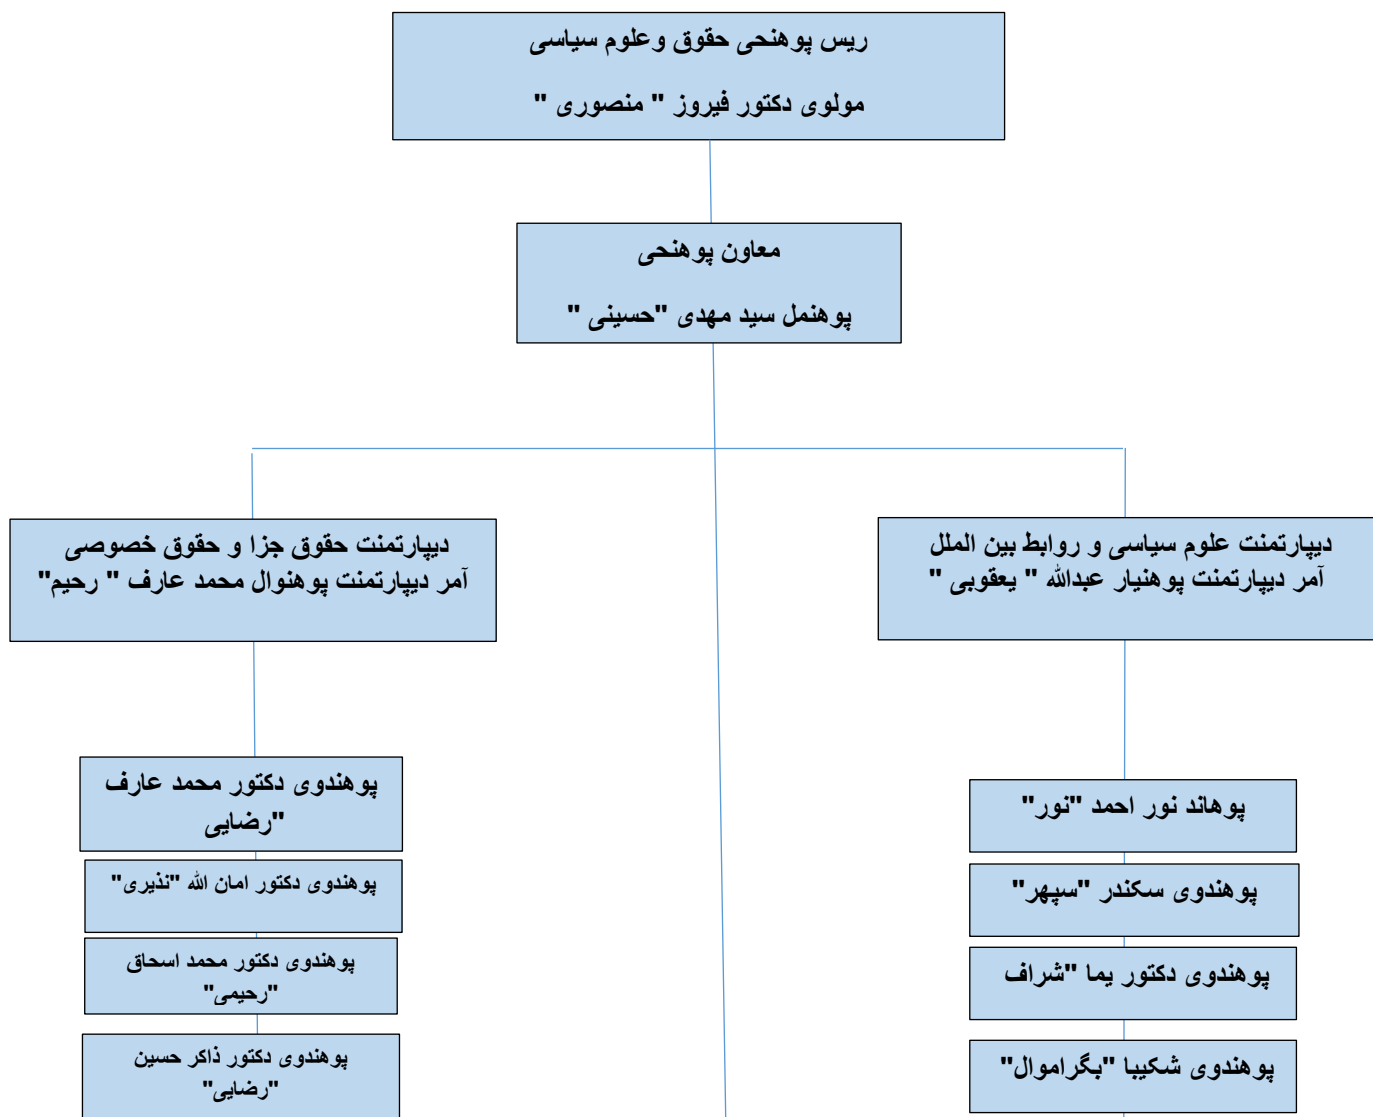 ریس پوهنحی حقوق وعلوم سیاسی
مولوی دکتور فیروز " منصوری "
معاون پوهنحی
پوهنمل سید مهدی "حسینی "
دیپارتمنت علوم سیاسی و روابط بین الملل
آمر دیپارتمنت پوهنیار عبدالله " یعقوبی "
دیپارتمنت حقوق جزا و حقوق خصوصی
آمر دیپارتمنت پوهنوال محمد عارف " رحیم"
پوهاند نور احمد "نور"
پوهندوی سکندر "سپهر"
پوهندوی دکتور یما "شراف
پوهندوی شکیبا "بگراموال"
پوهندوی دکتور محمد عارف
"رضایی
پوهندوی دکتور امان الله "نذیری"
پوهندوی دکتور محمد اسحاق
"رحیمی"
پوهندوی دکتور ذاکر حسین
"رضایی"